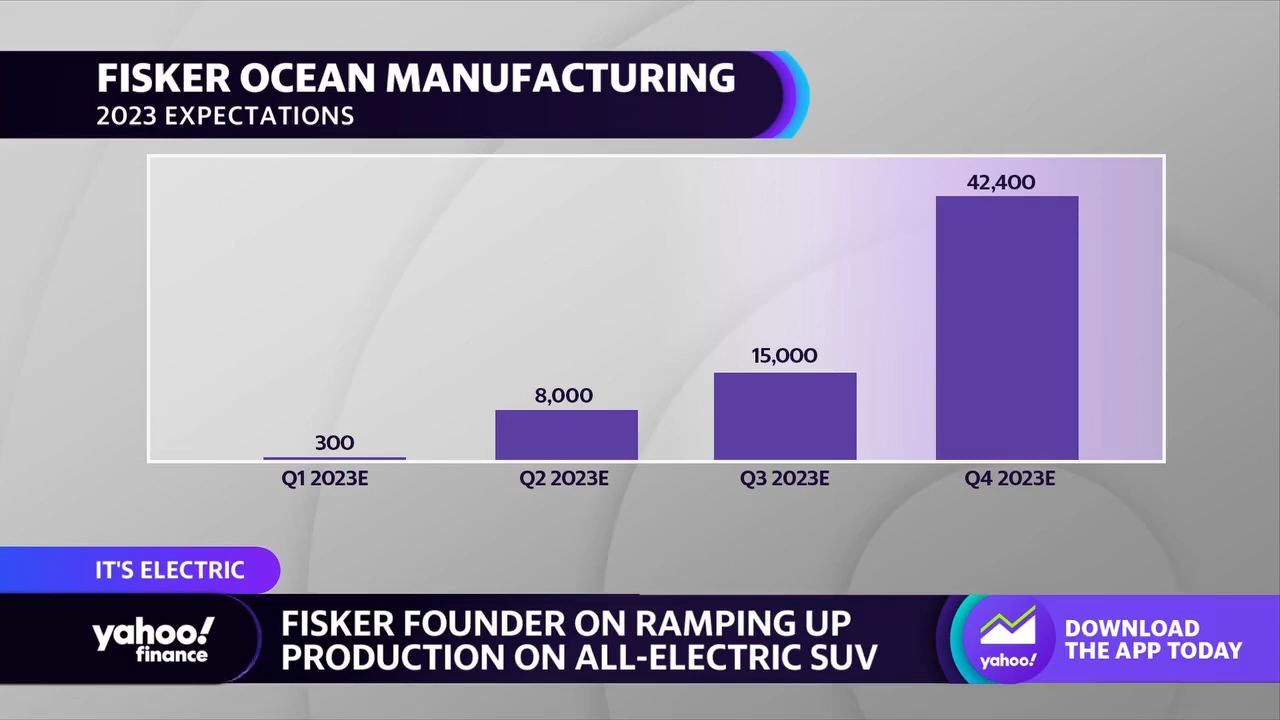 FISKER OCEAN MANUFACTURING
2023 EXPECTATIONS
42,400
15,000
8,000
300
Q1 2023E
Q2 2023E
Q3 2023E
Q4 2023E
IT'S ELECTRIC
yahoo!
finance
FISKER FOUNDER ON RAMPING UP
PRODUCTION ON ALL-ELECTRIC SUV
yahoo!
DOWNLOAD
THE APP TODAY